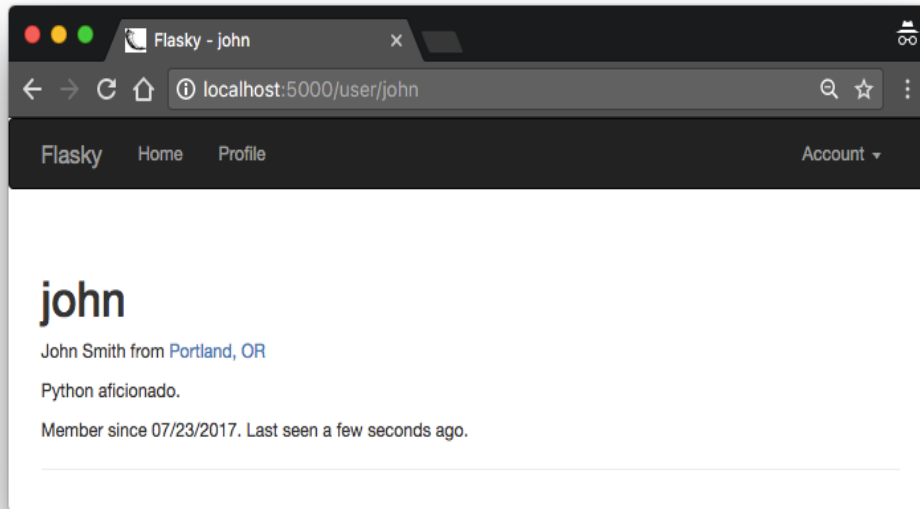 Flasky - john
localhost:5000/user/john
Flasky Home Profile Account
john
John Smith from Portland, OR
Python aficionado.
Member since 07/23/2017. Last seen a few seconds ago.